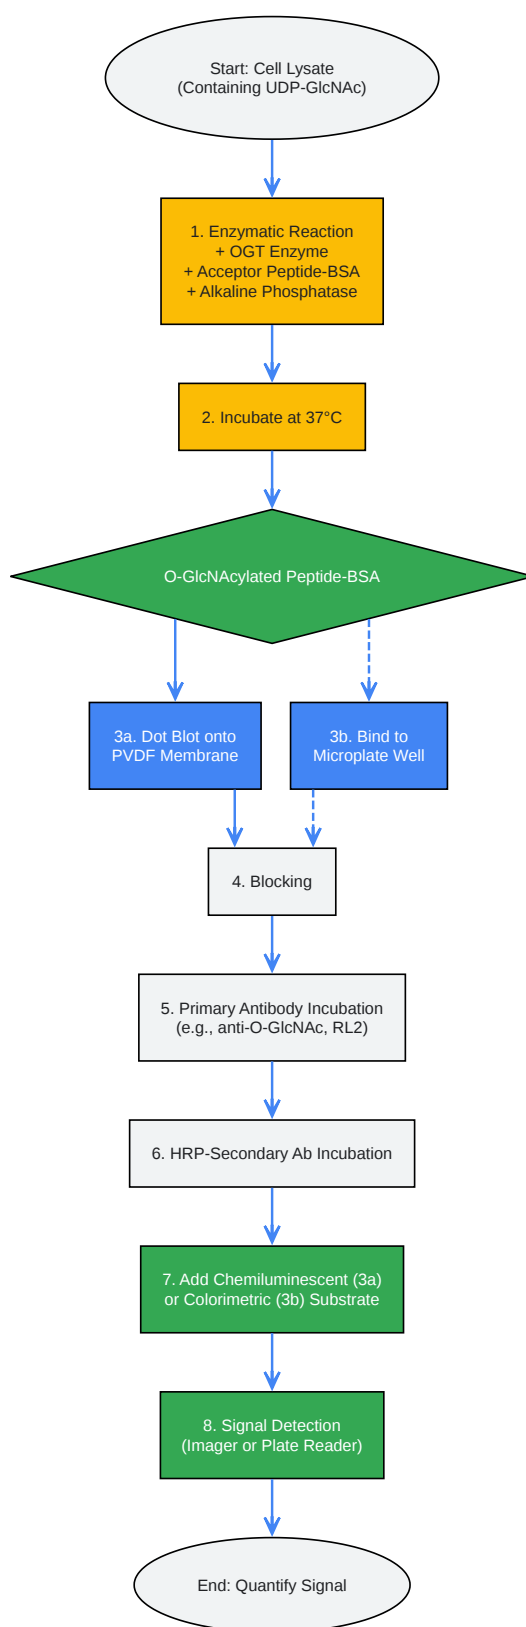 Start: Cell Lysate
(Containing UDP-GlcNAc)
1. Enzymatic Reaction
+ OGT Enzyme
+ Acceptor Peptide-BSA
+ Alkaline Phosphatase
2. Incubate at 37°C
O-GlcNAcylated Peptide-BSA
3a. Dot Blot onto
PVDF Membrane
3b. Bind to
Microplate Well
4. Blocking
5. Primary Antibody Incubation
(e.g., anti-O-GlcNAc, RL2)
6. HRP-Secondary Ab Incubation
7. Add Chemiluminescent (3a)
or Colorimetric (3b) Substrate
8. Signal Detection
(Imager or Plate Reader)
End: Quantify Signal